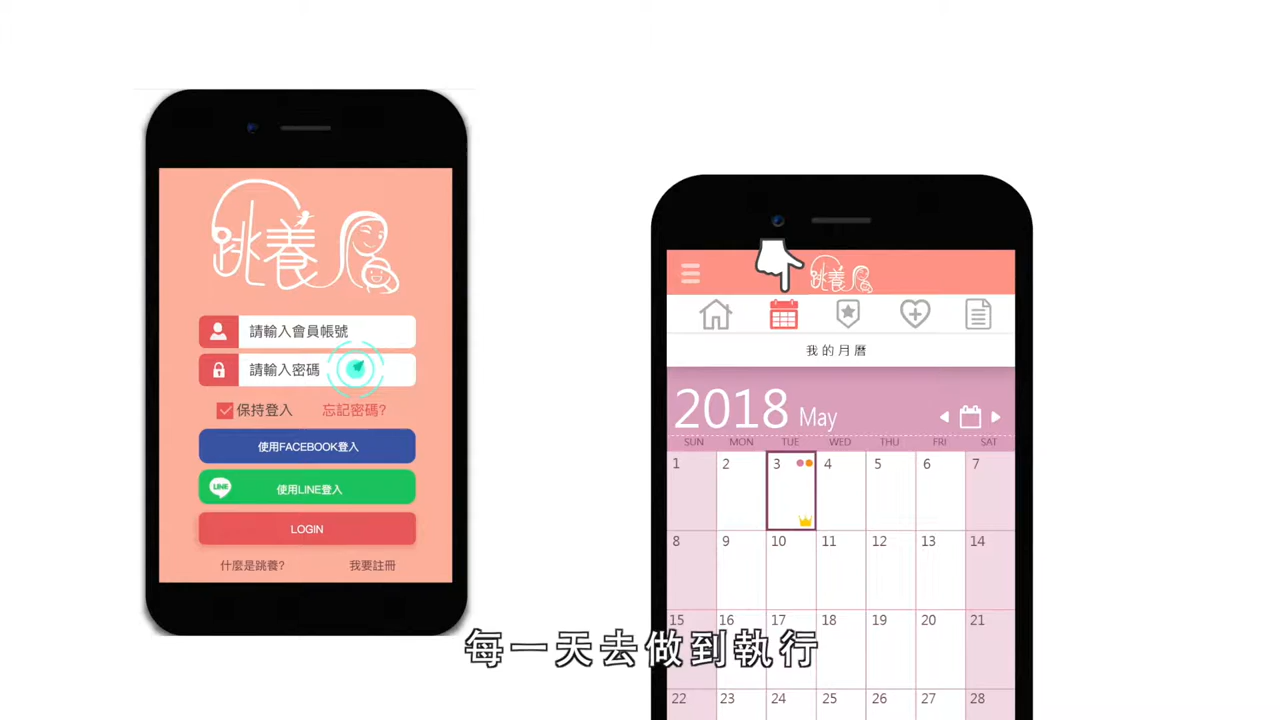 跳養
請輸入會員帳號
請輸入密碼
保持登入 忘記密碼?
使用FACEBOOK登入
LINE 使用LINE登入
LOGIN
什麼是跳養? 我要註冊
跳養
我的月曆
2018 May
SUN MON TUE WED THU FRI SAT
1 2 3 4 5 6 7
8 9 10 11 12 13 14
15 16 17 18 19 20 21
22 23 24 25 26 27 28
每一天去做到執行